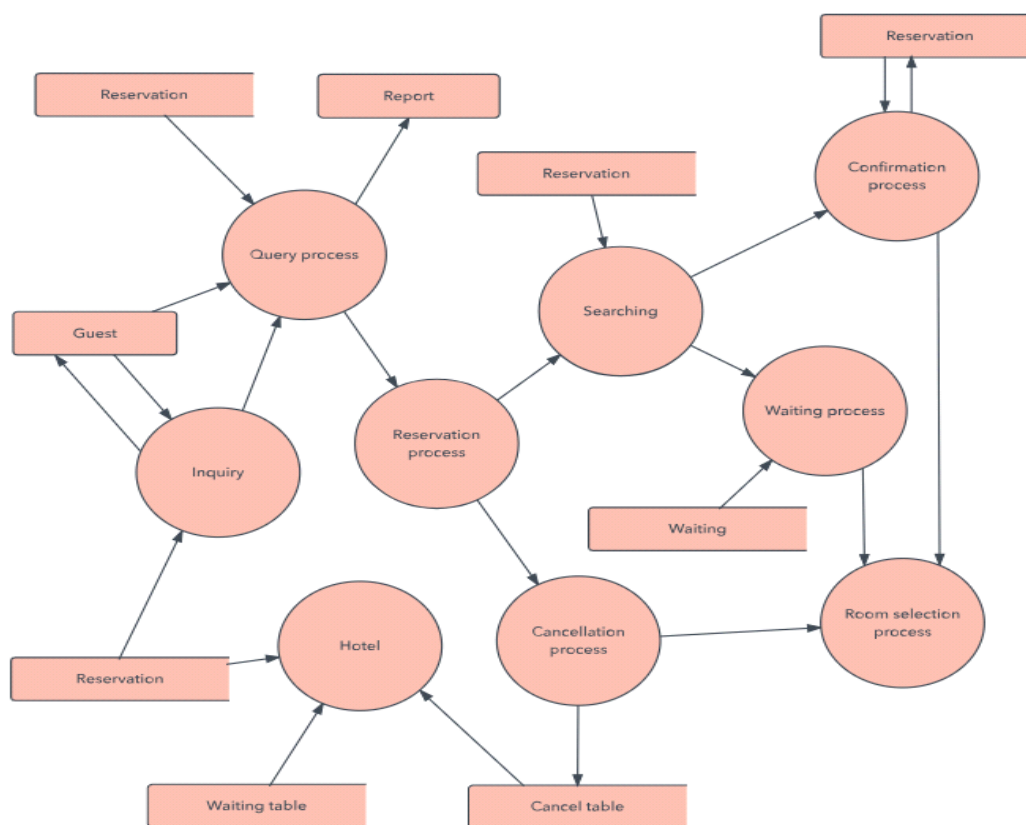 Reservation
Reservation
Report
Reservation
Confirmation
process
Query process
Searching
Guest
Waiting process
Reservation
process
Inquiry
Waiting
Room selection
process
Cancellation
process
Hotel
Reservation
Waiting table
Cancel table